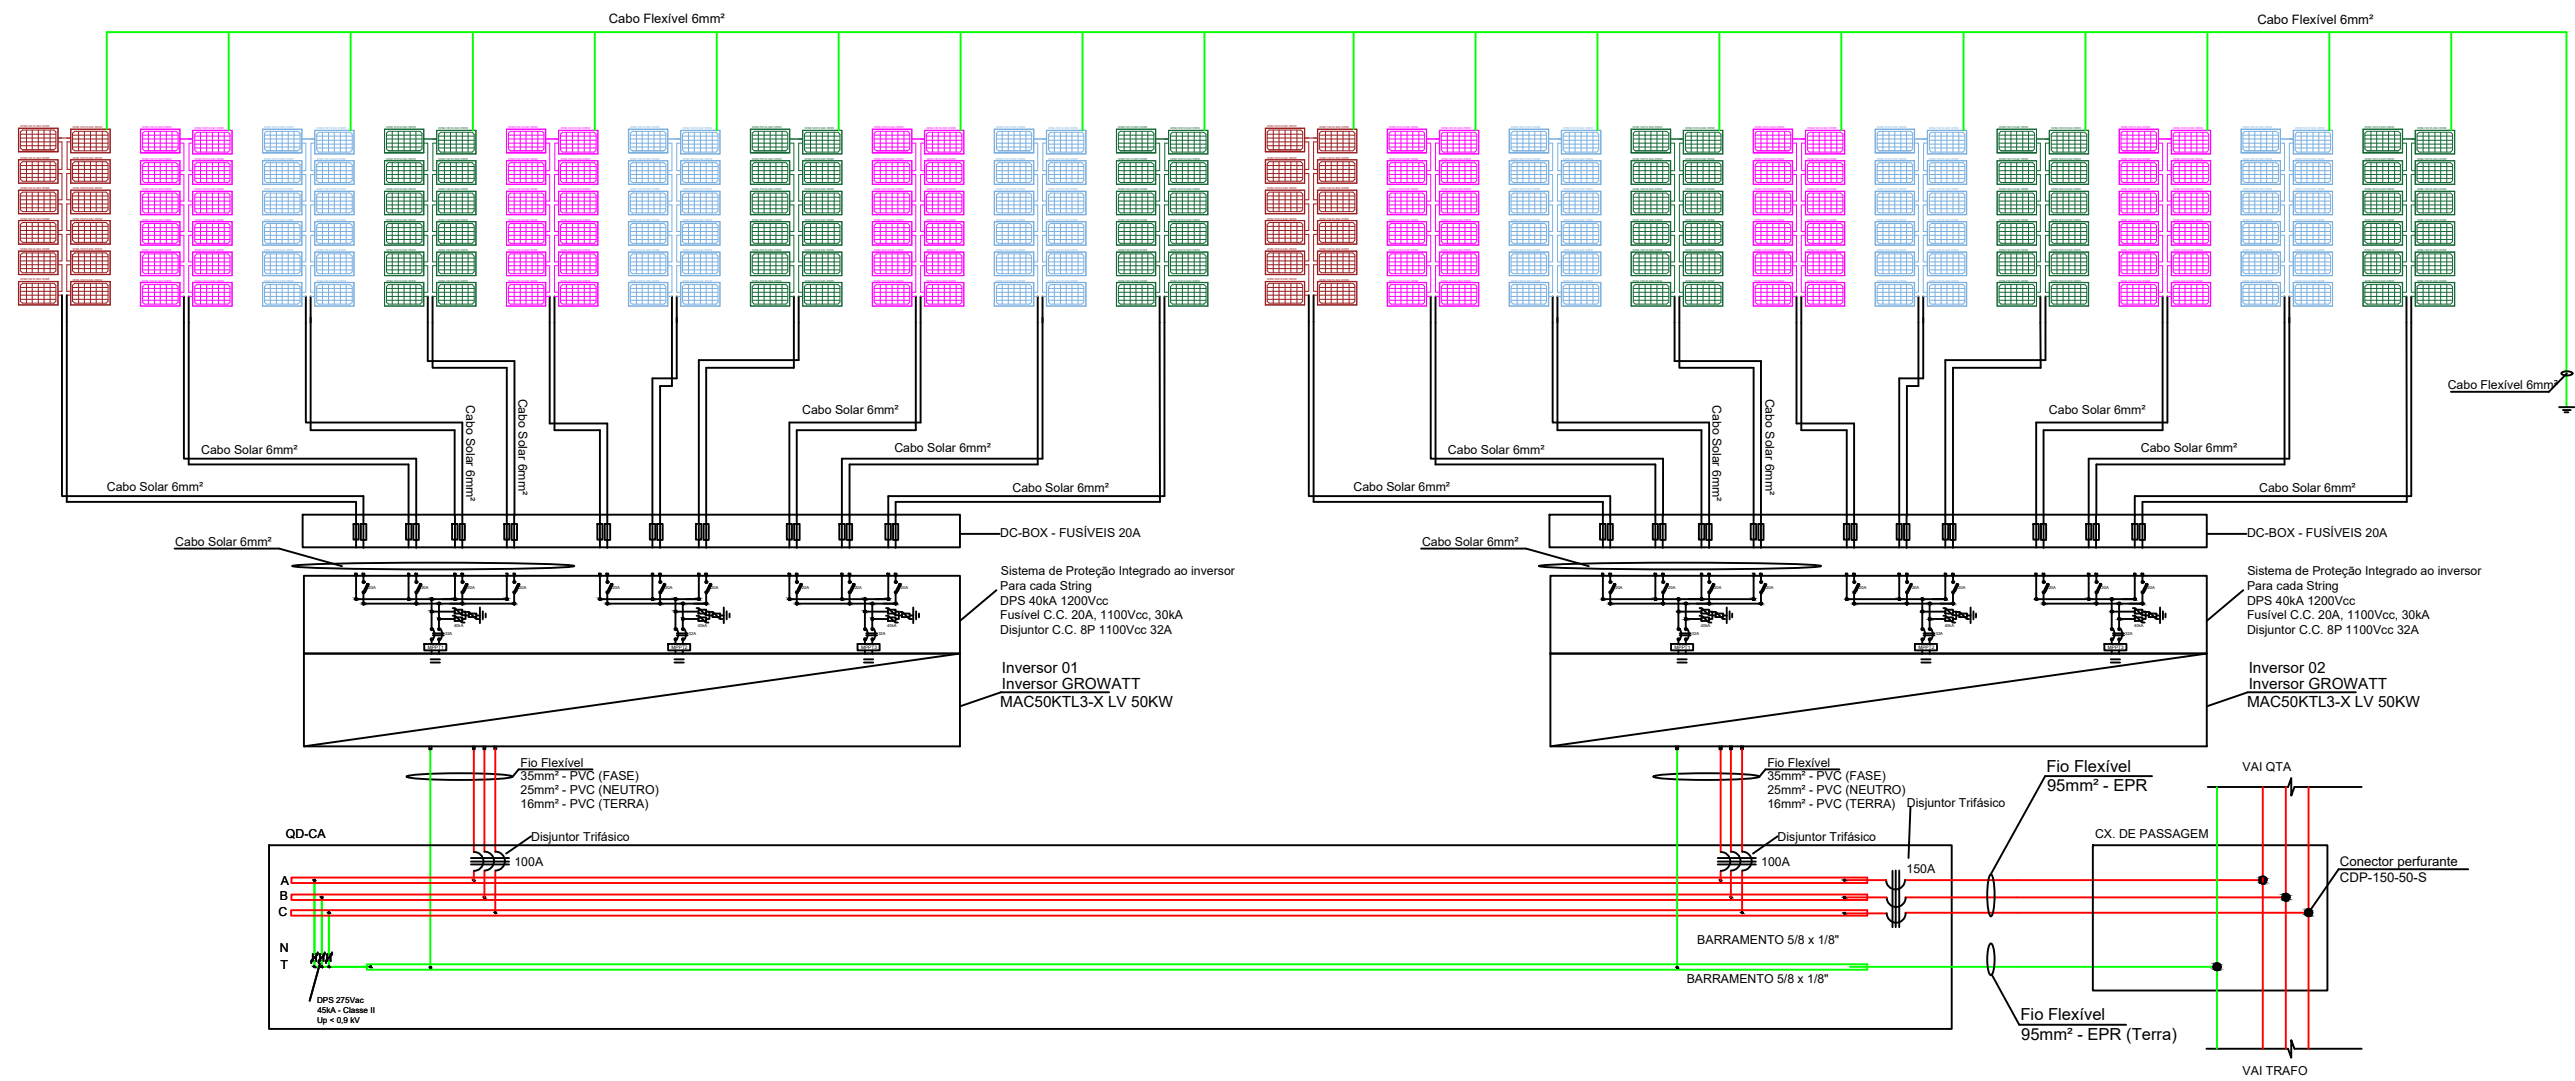 Cabo Flexível 6mm²
Cabo Flexível 6mm²
Cabo Flexível 6mm²
Cabo Solar 6mm²
Cabo Solar 6mm²
Cabo Solar 6mm²
Cabo Solar 6mm²
Cabo Solar 6mm²
Cabo Solar 6mm²
Cabo Solar 6mm²
Cabo Solar 6mm²
Cabo Solar 6mm²
Cabo Solar 6mm²
Cabo Solar 6mm²
Cabo Solar 6mm²
Cabo Solar 6mm²
Cabo Solar 6mm²
DC-BOX - FUSÍVEIS 20A
DC-BOX - FUSÍVEIS 20A
Cabo Solar 6mm²
Cabo Solar 6mm²
Sistema de Proteção Integrado ao inversor
Para cada String
DPS 40kA 1200Vcc
Fusível C.C. 20A, 1100Vcc, 30kA
Disjuntor C.C. 8P 1100Vcc 32A
Sistema de Proteção Integrado ao inversor
Para cada String
DPS 40kA 1200Vcc
Fusível C.C. 20A, 1100Vcc, 30kA
Disjuntor C.C. 8P 1100Vcc 32A
Inversor 01
Inversor GROWATT
MAC50KTL3-X LV 50KW
Inversor 02
Inversor GROWATT
MAC50KTL3-X LV 50KW
Fio Flexível
35mm² - PVC (FASE)
25mm² - PVC (NEUTRO)
16mm² - PVC (TERRA)
Fio Flexível
35mm² - PVC (FASE)
25mm² - PVC (NEUTRO)
16mm² - PVC (TERRA)
Disjuntor Trifásico
150A
Fio Flexível
95mm² - EPR
VAI QTA
QD-CA
Disjuntor Trifásico
100A
Disjuntor Trifásico
100A
CX. DE PASSAGEM
Conector perfurante
CDP-150-50-S
A
B
C
N
T
BARRAMENTO 5/8 x 1/8"
BARRAMENTO 5/8 x 1/8"
DPS 275Vac
45kA - Classe II
Up < 0,9 kV
Fio Flexível
95mm² - EPR (Terra)
VAI TRAFO